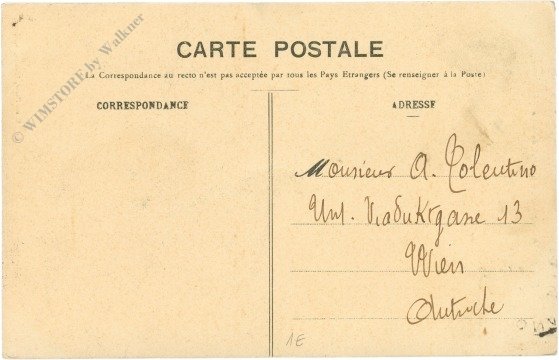 © WIMSTORE by Walkner
CARTE POSTALE
La Correspondance au recto n'est pas acceptée par tous les Pays Etrangers (Se renseigner à la Poste)
CORRESPONDANCE
ADRESSE
Monsieur A. Tolentino
Unt. Viaduktgasse 13
Wien
Autriche
1E